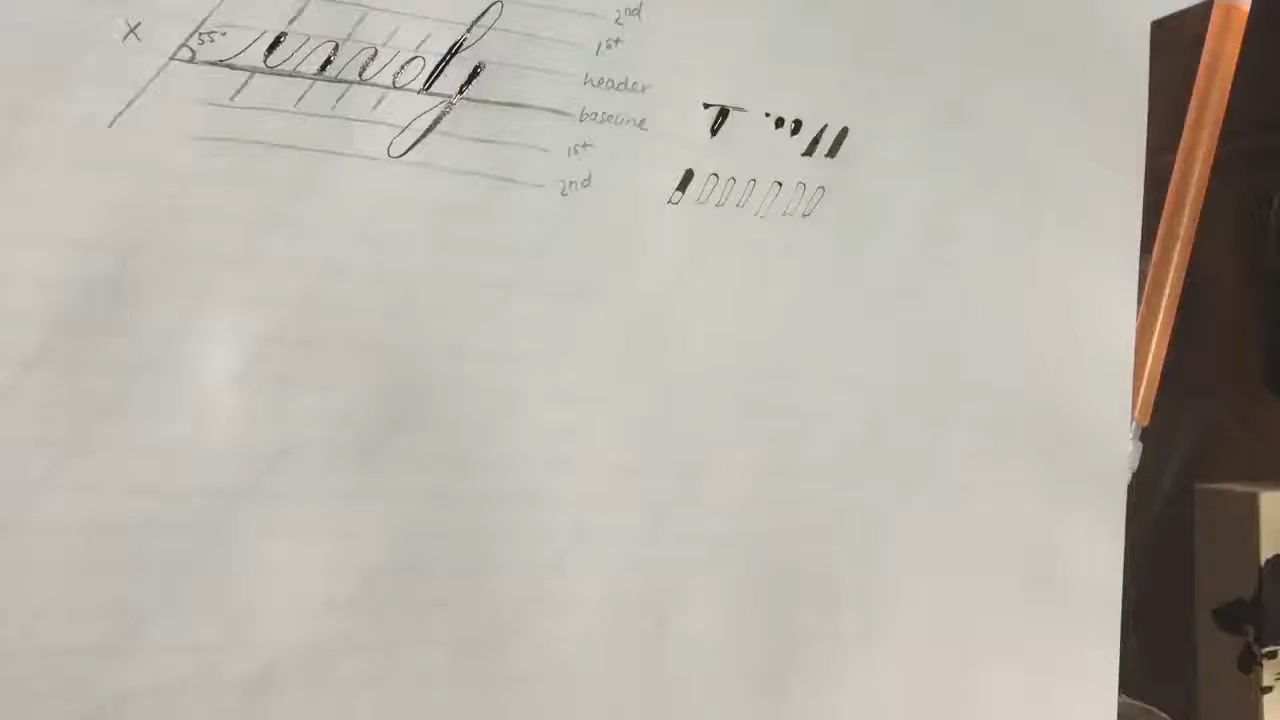 2nd
x 55° 1st
header
baseline
1st
2nd